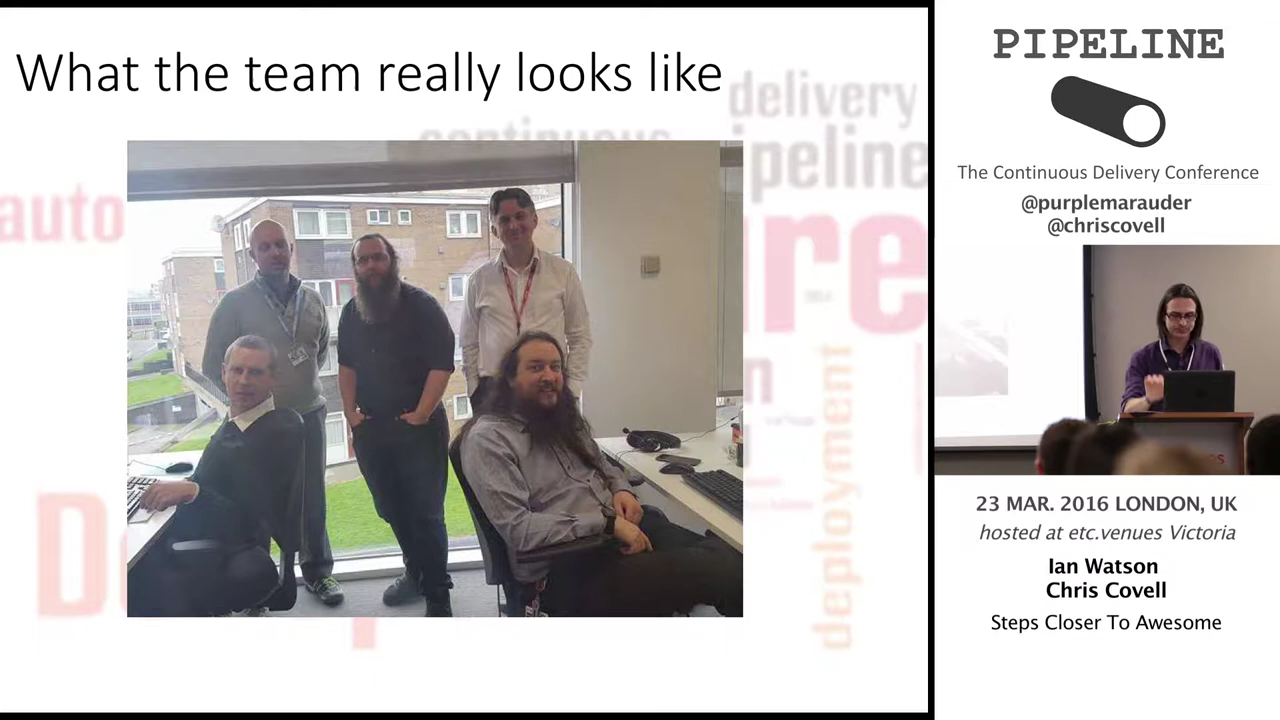 What the team really looks like
delivery
continuous
pipeline
auto
deployment
PIPELINE
The Continuous Delivery Conference
@purplemarauder
@chriscovell
23 MAR. 2016 LONDON, UK
hosted at etc.venues Victoria
Ian Watson
Chris Covell
Steps Closer To Awesome